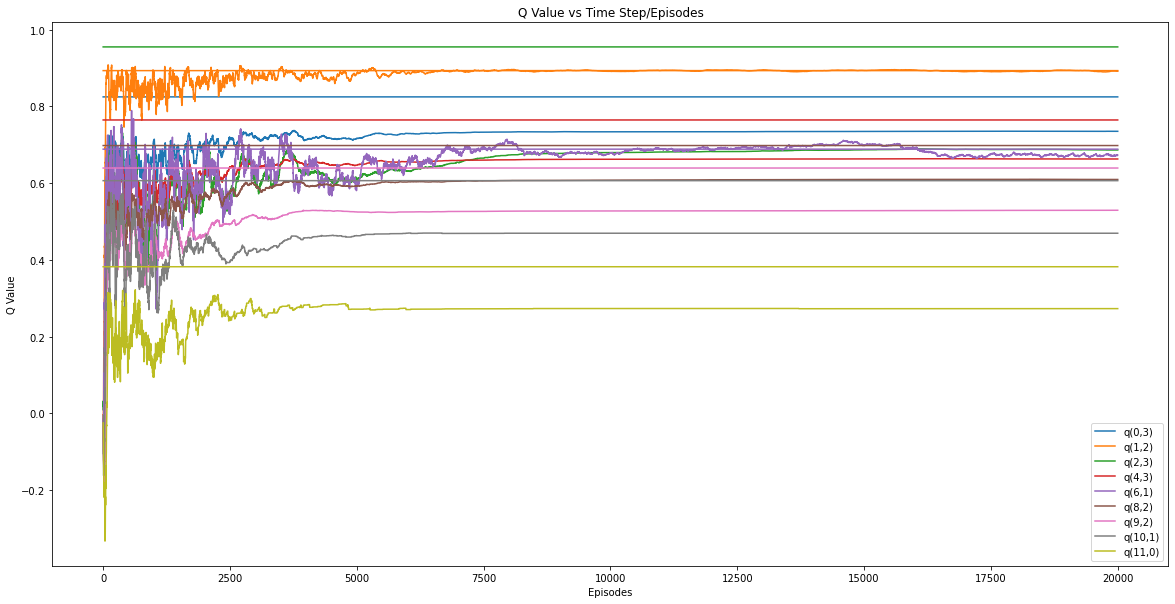 Q Value vs Time Step/Episodes
1.0
0.8
0.6
0.4
0.2
0.0
−0.2
Q Value
0
2500
5000
7500
10000
12500
15000
17500
20000
Episodes
q(0,3)
q(1,2)
q(2,3)
q(4,3)
q(6,1)
q(8,2)
q(9,2)
q(10,1)
q(11,0)